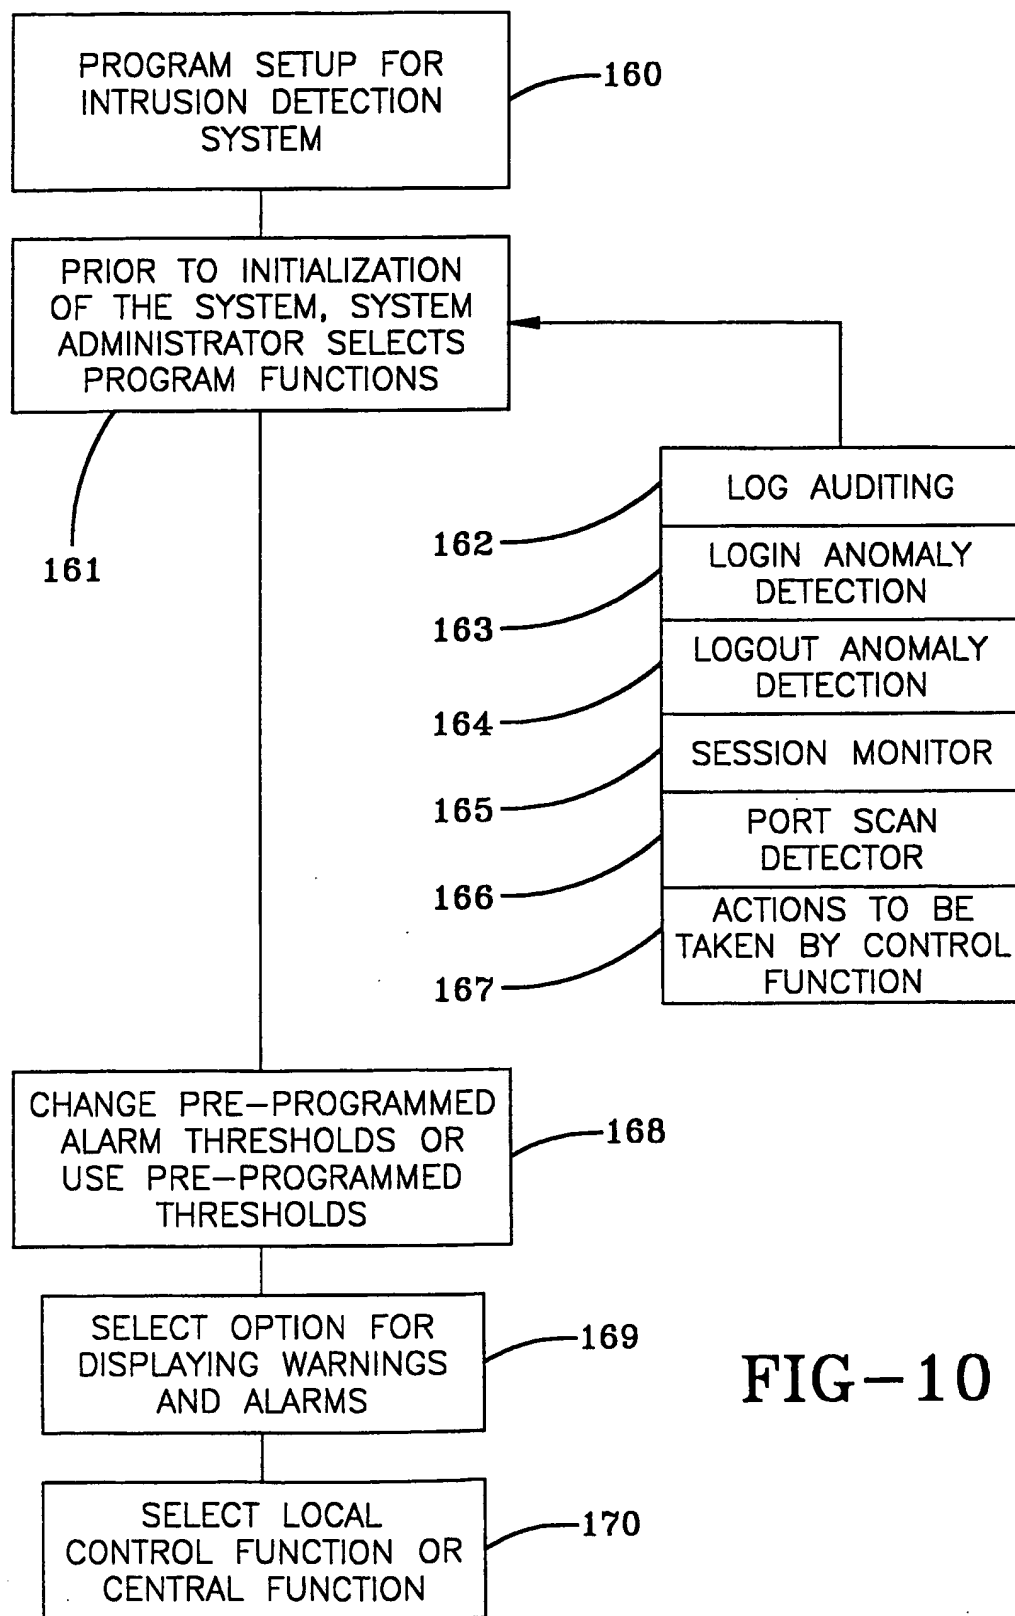 PROGRAM SETUP FOR
INTRUSION DETECTION
SYSTEM
160
PRIOR TO INITIALIZATION
OF THE SYSTEM, SYSTEM
ADMINISTRATOR SELECTS
PROGRAM FUNCTIONS
161
LOG AUDITING
162
LOGIN ANOMALY
DETECTION
163
LOGOUT ANOMALY
DETECTION
164
SESSION MONITOR
165
PORT SCAN
DETECTOR
166
ACTIONS TO BE
TAKEN BY CONTROL
FUNCTION
167
CHANGE PRE-PROGRAMMED
ALARM THRESHOLDS OR
USE PRE-PROGRAMMED
THRESHOLDS
168
SELECT OPTION FOR
DISPLAYING WARNINGS
AND ALARMS
169
SELECT LOCAL
CONTROL FUNCTION OR
CENTRAL FUNCTION
170
FIG-10